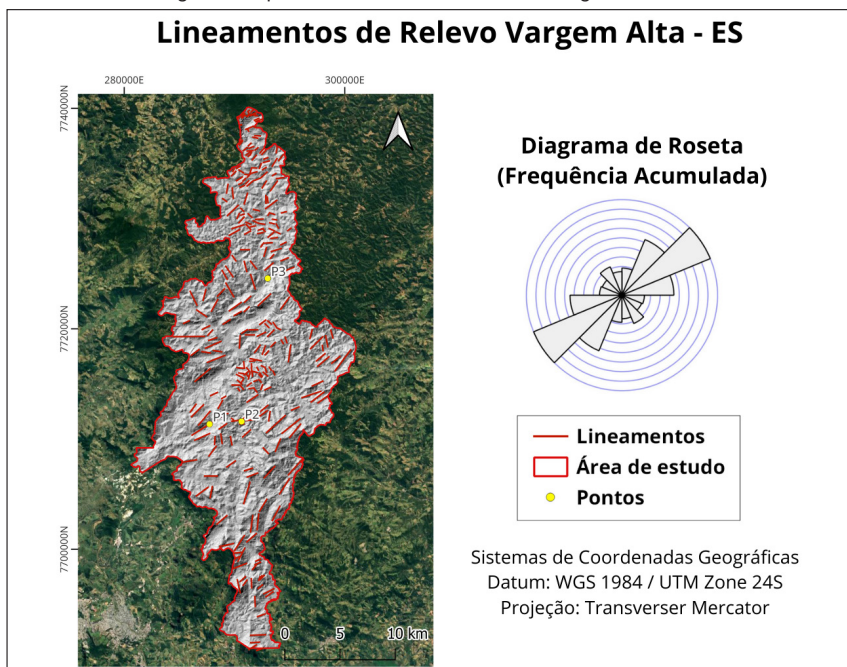 Lineamentos de Relevo Vargem Alta - ES
280000E
300000E
7740000N
7720000N
7700000N
P3
P1
P2
0 5 10 km
Diagrama de Roseta
(Frequência Acumulada)
Lineamentos
Área de estudo
Pontos
Sistemas de Coordenadas Geográficas
Datum: WGS 1984 / UTM Zone 24S
Projeção: Transverser Mercator